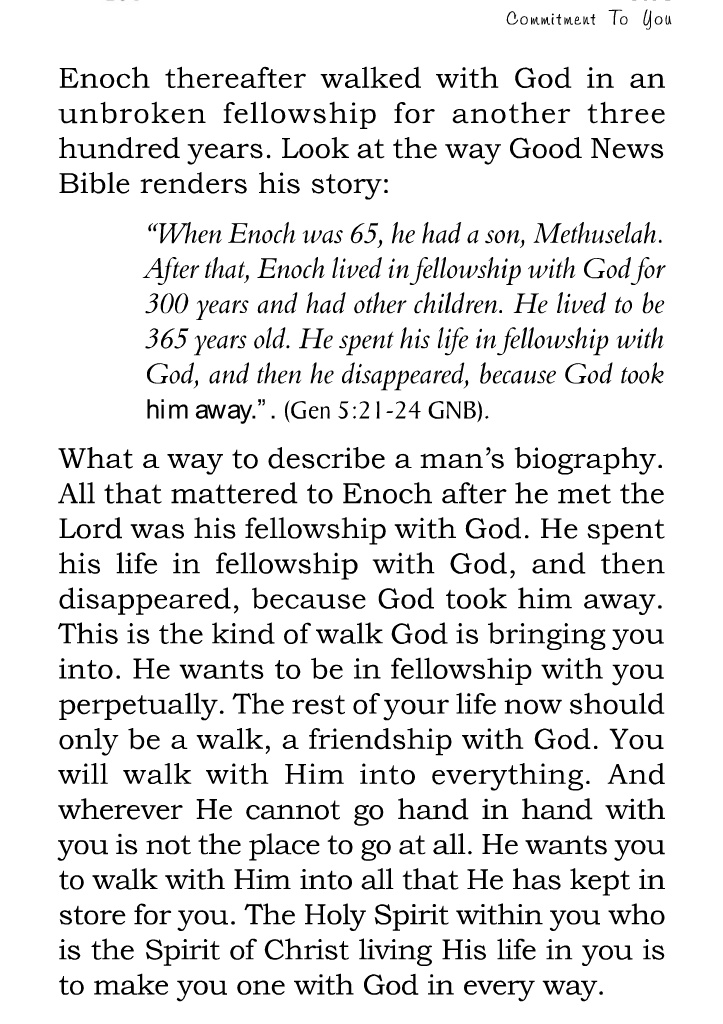 Commitment To You
Enoch thereafter walked with God in an
unbroken fellowship for another three
hundred years. Look at the way Good News
Bible renders his story:
“When Enoch was 65, he had a son, Methuselah.
After that, Enoch lived in fellowship with God for
300 years and had other children. He lived to be
365 years old. He spent his life in fellowship with
God, and then he disappeared, because God took
him away.” . (Gen 5:21-24 GNB).
What a way to describe a man’s biography.
All that mattered to Enoch after he met the
Lord was his fellowship with God. He spent
his life in fellowship with God, and then
disappeared, because God took him away.
This is the kind of walk God is bringing you
into. He wants to be in fellowship with you
perpetually. The rest of your life now should
only be a walk, a friendship with God. You
will walk with Him into everything. And
wherever He cannot go hand in hand with
you is not the place to go at all. He wants you
to walk with Him into all that He has kept in
store for you. The Holy Spirit within you who
is the Spirit of Christ living His life in you is
to make you one with God in every way.